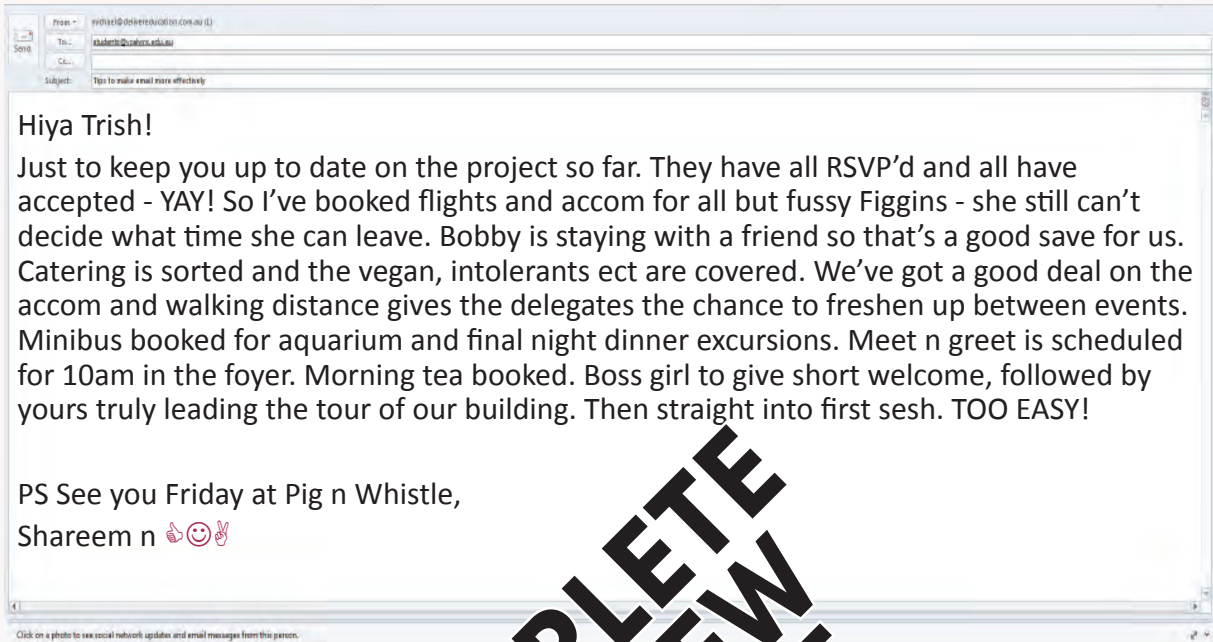 From
michael@delivereducation.com.au (L)
Send
To...
Cc...
Subject:
Tips to make email more effectively
Hiya Trish!
Just to keep you up to date on the project so far. They have all RSVP’d and all have
accepted - YAY! So I’ve booked flights and accom for all but fussy Figgins - she still can’t
decide what time she can leave. Bobby is staying with a friend so that’s a good save for us.
Catering is sorted and the vegan, intolerants ect are covered. We’ve got a good deal on the
accom and walking distance gives the delegates the chance to freshen up between events.
Minibus booked for aquarium and final night dinner excursions. Meet n greet is scheduled
for 10am in the foyer. Morning tea booked. Boss girl to give short welcome, followed by
yours truly leading the tour of our building. Then straight into first sesh. TOO EASY!
PS See you Friday at Pig n Whistle,
Shareem n 👍☺✌
Click on a photo to see social network updates and email messages from this person.